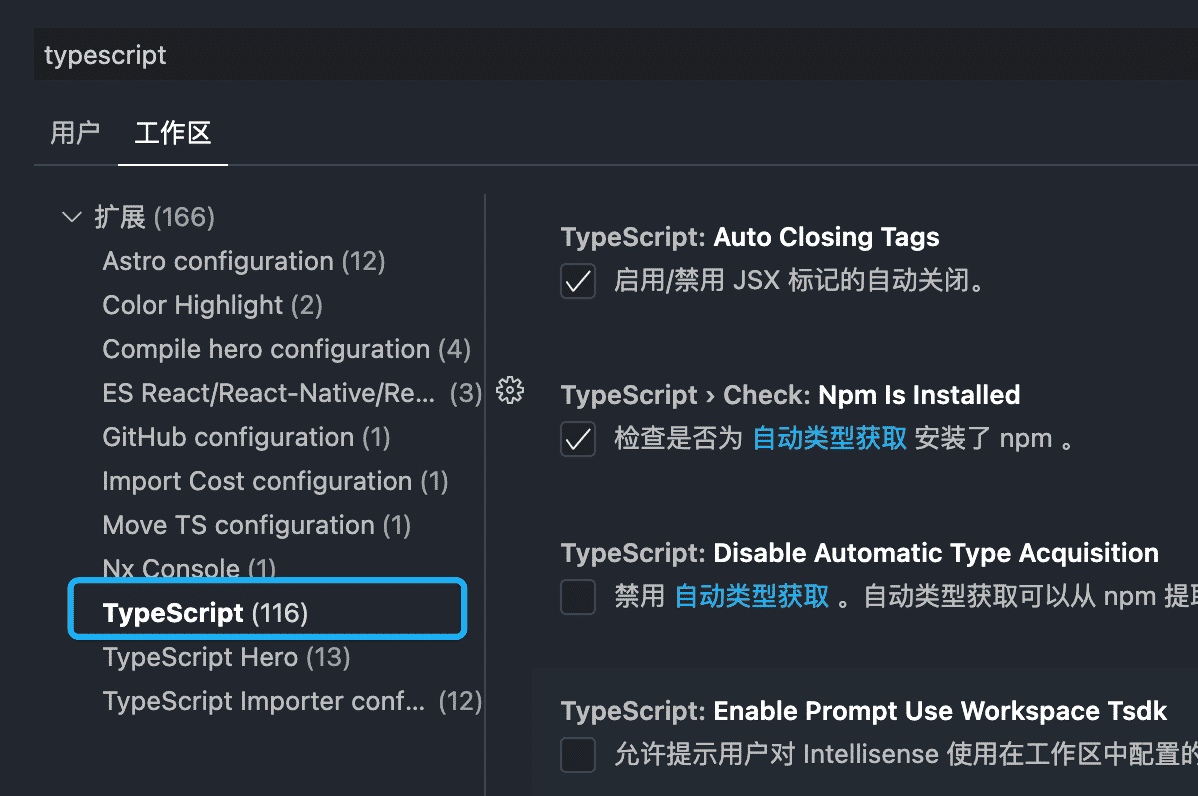 typescript
用户 工作区
扩展 (166)
Astro configuration (12)
Color Highlight (2)
Compile hero configuration (4)
ES React/React-Native/Re... (3)
GitHub configuration (1)
Import Cost configuration (1)
Move TS configuration (1)
Nx Console (1)
TypeScript (116)
TypeScript Hero (13)
TypeScript Importer conf... (12)
TypeScript: Auto Closing Tags
启用/禁用 JSX 标记的自动关闭。
TypeScript › Check: Npm Is Installed
检查是否为 自动类型获取 安装了 npm 。
TypeScript: Disable Automatic Type Acquisition
禁用 自动类型获取 。自动类型获取可以从 npm 提取
TypeScript: Enable Prompt Use Workspace Tsdk
允许提示用户对 Intellisense 使用在工作区中配置的